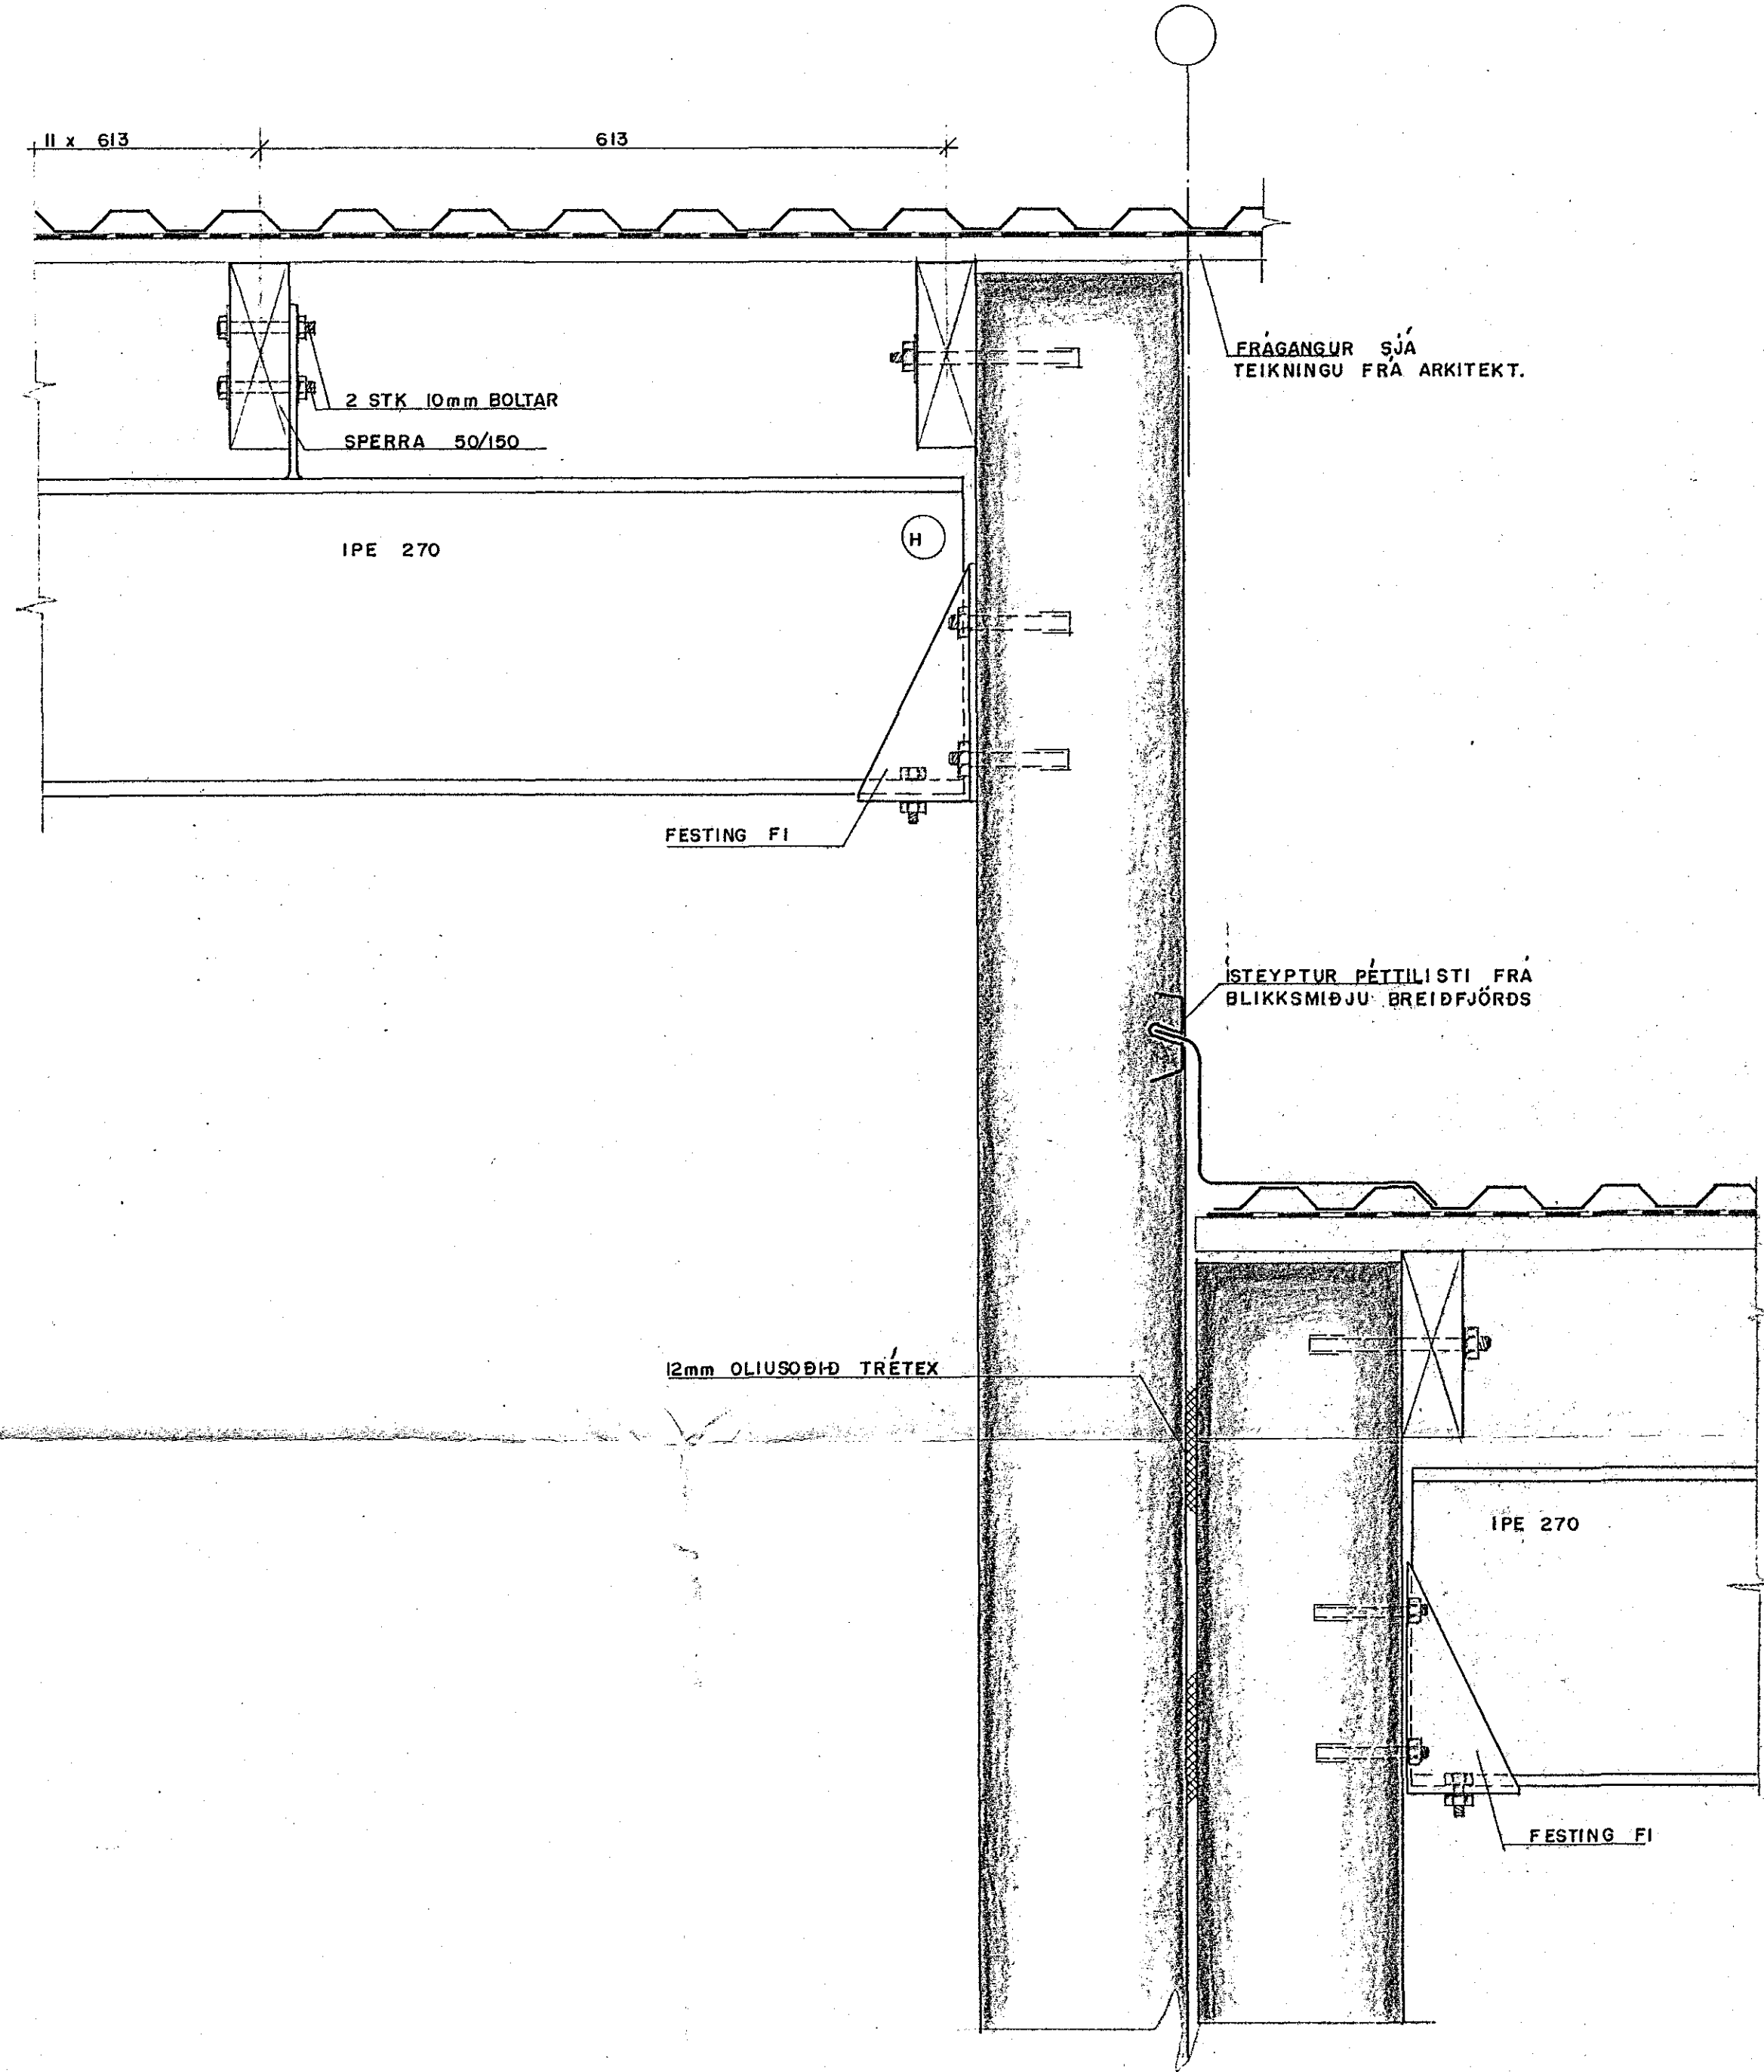 11 x 613
613
FRÁGANGUR SJÁ
TEIKNINGU FRÁ ARKITEKT.
2 STK 10mm BOLTAR
SPERRA 50/150
IPE 270
H
FESTING F1
ÍSTEYPTUR ÞÉTTILISTI FRÁ
BLIKKSMIÐJU BREIÐFJÖRÐS
12mm OLIUSOÐIÐ TRÉTEX
IPE 270
FESTING F1